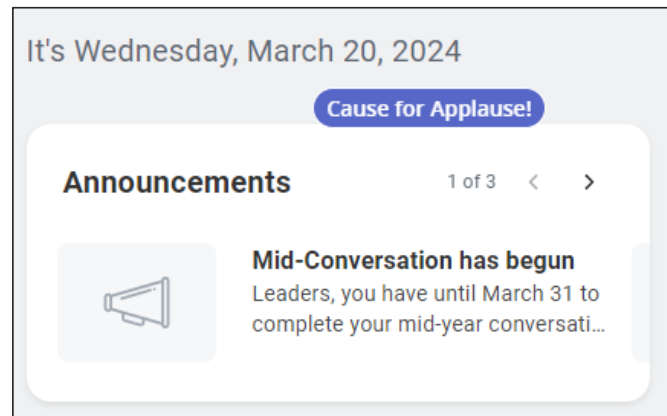 It's Wednesday, March 20, 2024
Cause for Applause!
Announcements 1 of 3 < >
Mid-Conversation has begun
Leaders, you have until March 31 to
complete your mid-year conversati...